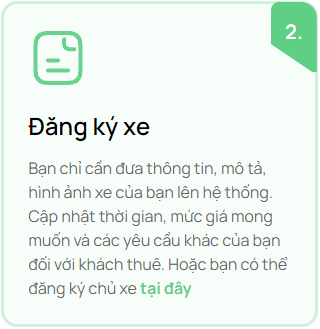 2.
Đăng ký xe
Bạn chỉ cần đưa thông tin, mô tả,
hình ảnh xe của bạn lên hệ thống.
Cập nhật thời gian, mức giá mong
muốn và các yêu cầu khác của bạn
đối với khách thuê. Hoặc bạn có thể
đăng ký chủ xe tại đây